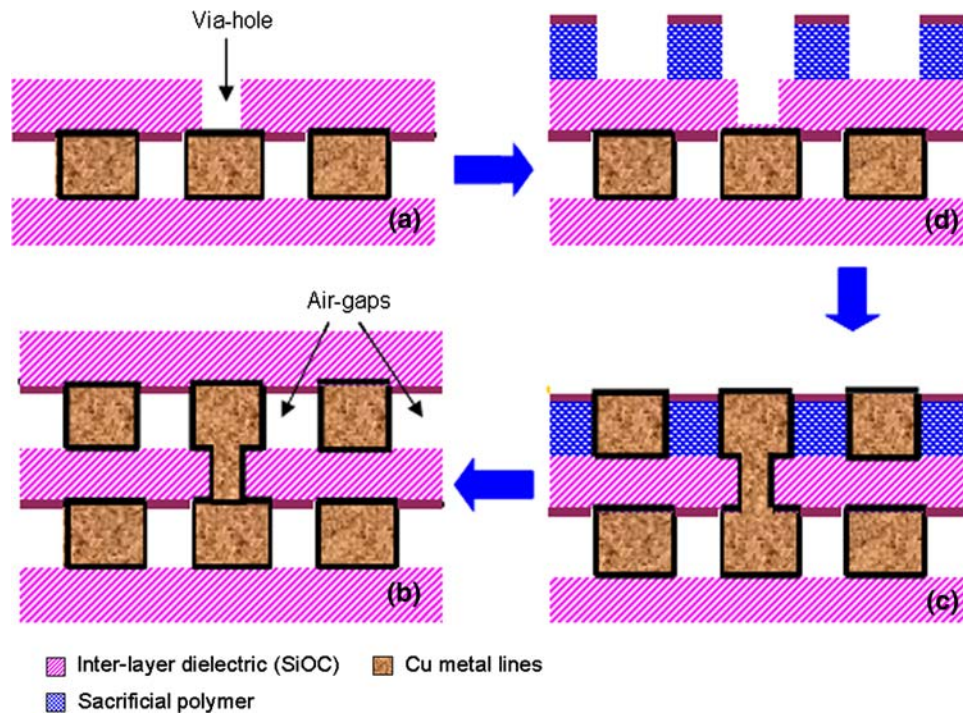 Via-hole
(a)
(d)
Air-gaps
(b)
(c)
Inter-layer dielectric (SiOC)
Cu metal lines
Sacrificial polymer